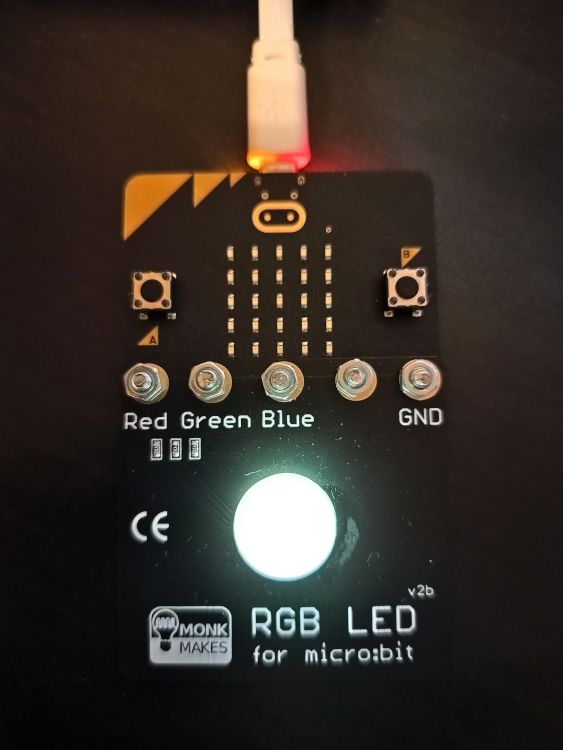 B
A
Red Green Blue GND
CE
v2b
MONK
MAKES
RGB LED
for micro:bit